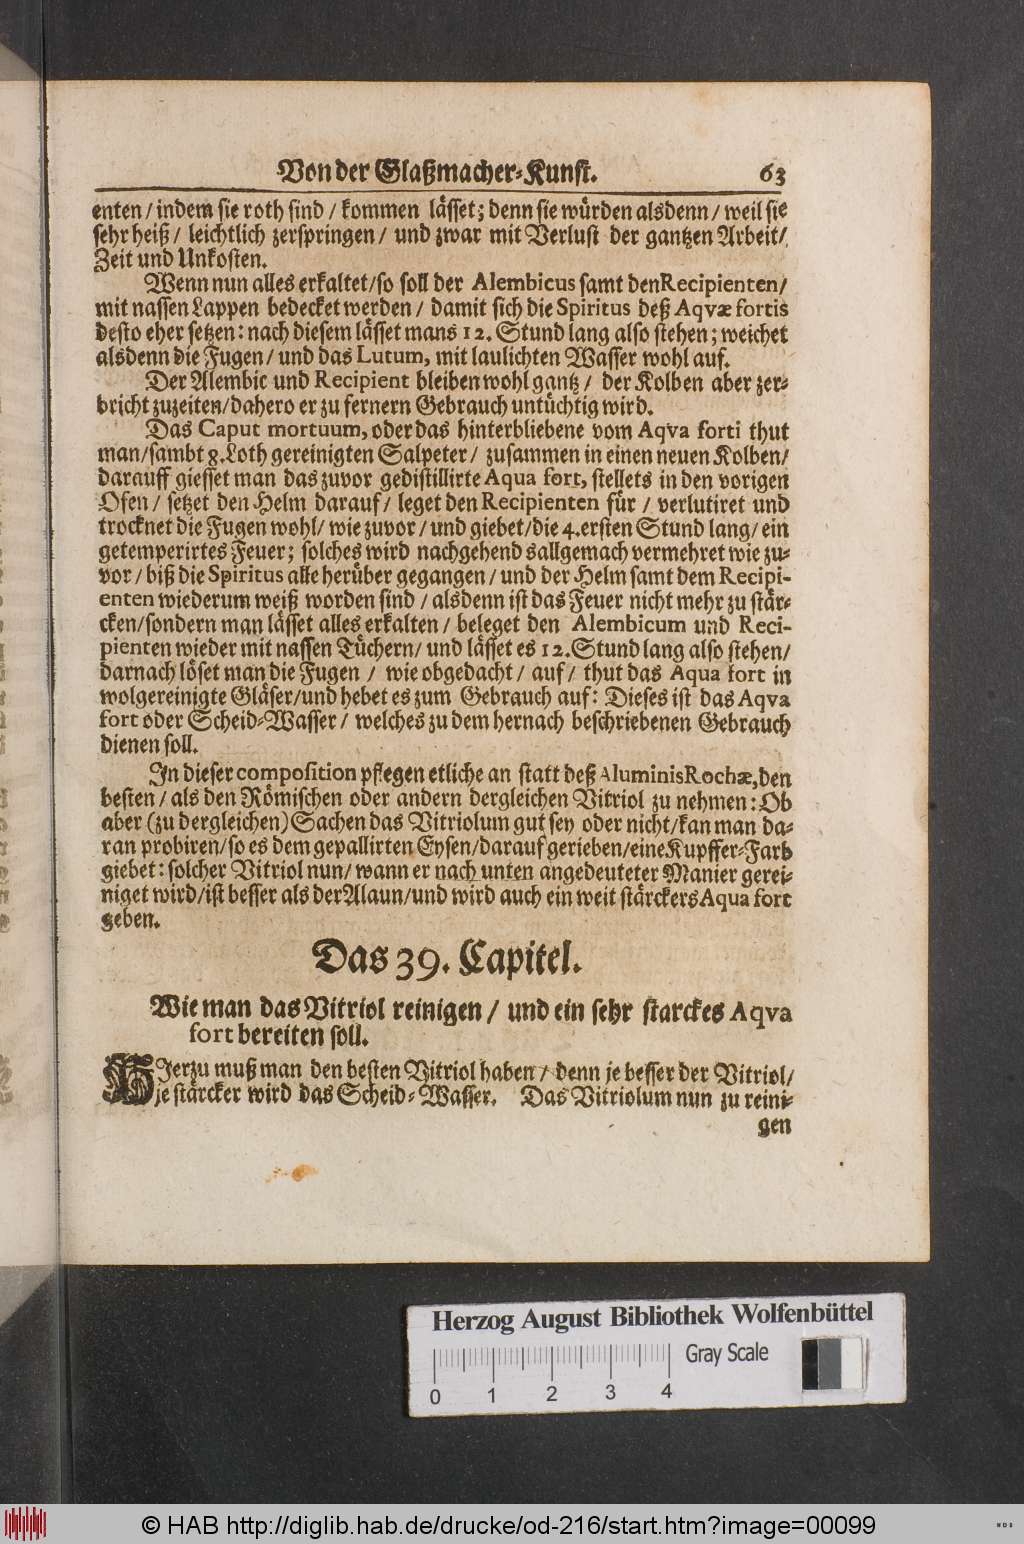 Von der Glaßmacher-Kunst. 63
enten / indem sie roth sind / kommen lässet; denn sie würden alsdenn / weil sie
sehr heiß / leichtlich zerspringen / und zwar mit Verlust der gantzen Arbeit /
Zeit und Unkosten.
Wenn nun alles erkaltet / so soll der Alembicus samt den Recipienten /
mit nassen Lappen bedecket werden / damit sich die Spiritus deß Aqvæ fortis
desto eher setzen: nach diesem lässet mans 12. Stund lang also stehen; weichet
alsdenn die Fugen / und das Lutum, mit laulichten Wasser wohl auf.
Der Alembic und Recipient bleiben wohl gantz / der Kolben aber zer-
bricht zuzeiten / dahero er zu fernern Gebrauch untüchtig wird.
Das Caput mortuum, oder das hinterbliebene vom Aqva forti thut
man / sambt 8. Loth gereinigten Salpeter / zusammen in einen neuen Kolben /
darauff giesset man das zuvor gedistillirte Aqua fort, stellets in den vorigen
Ofen / setzet den Helm darauf / leget den Recipienten für / verlutiret und
trocknet die Fugen wohl / wie zuvor / und giebet / die 4. ersten Stund lang / ein
getemperirtes Feuer; solches wird nachgehends allgemach vermehret wie zu-
vor / biß die Spiritus alle herüber gegangen / und der Helm samt dem Recipi-
enten wiederum weiß worden sind / alsdenn ist das Feuer nicht mehr zu stär-
cken / sondern man lässet alles erkalten / beleget den Alembicum und Reci-
pienten wieder mit nassen Tüchern / und lässet es 12. Stund lang also stehen /
darnach löset man die Fugen / wie obgedacht / auf / thut das Aqua fort in
wolgereinigte Gläser / und hebet es zum Gebrauch auf: Dieses ist das Aqva
fort oder Scheid-Wasser / welches zu dem hernach beschriebenen Gebrauch
dienen soll.
In dieser composition pflegen etliche an statt deß Aluminis Rochæ, den
besten / als den Römischen oder andern dergleichen Vitriol zu nehmen: Ob
aber (zu dergleichen) Sachen das Vitriolum gut sey oder nicht / kan man da-
ran probiren / so es dem gepallirten Eysen / darauf gerieben / eine Kupffer-Farb
giebet: solcher Vitriol nun / wann er nach unten angedeuteter Manier gerei-
niget wird / ist besser als der Alaun / und wird auch ein weit stärckers Aqua fort
geben.
Das 39. Capitel.
Wie man das Vitriol reinigen / und ein sehr starckes Aqva
fort bereiten soll.
HJerzu muß man den besten Vitriol haben / denn je besser der Vitriol /
je stärcker wird das Scheid-Wasser. Das Vitriolum nun zu reini-
gen
Herzog August Bibliothek Wolfenbüttel
Gray Scale
0 1 2 3 4
© HAB http://diglib.hab.de/drucke/od-216/start.htm?image=00099